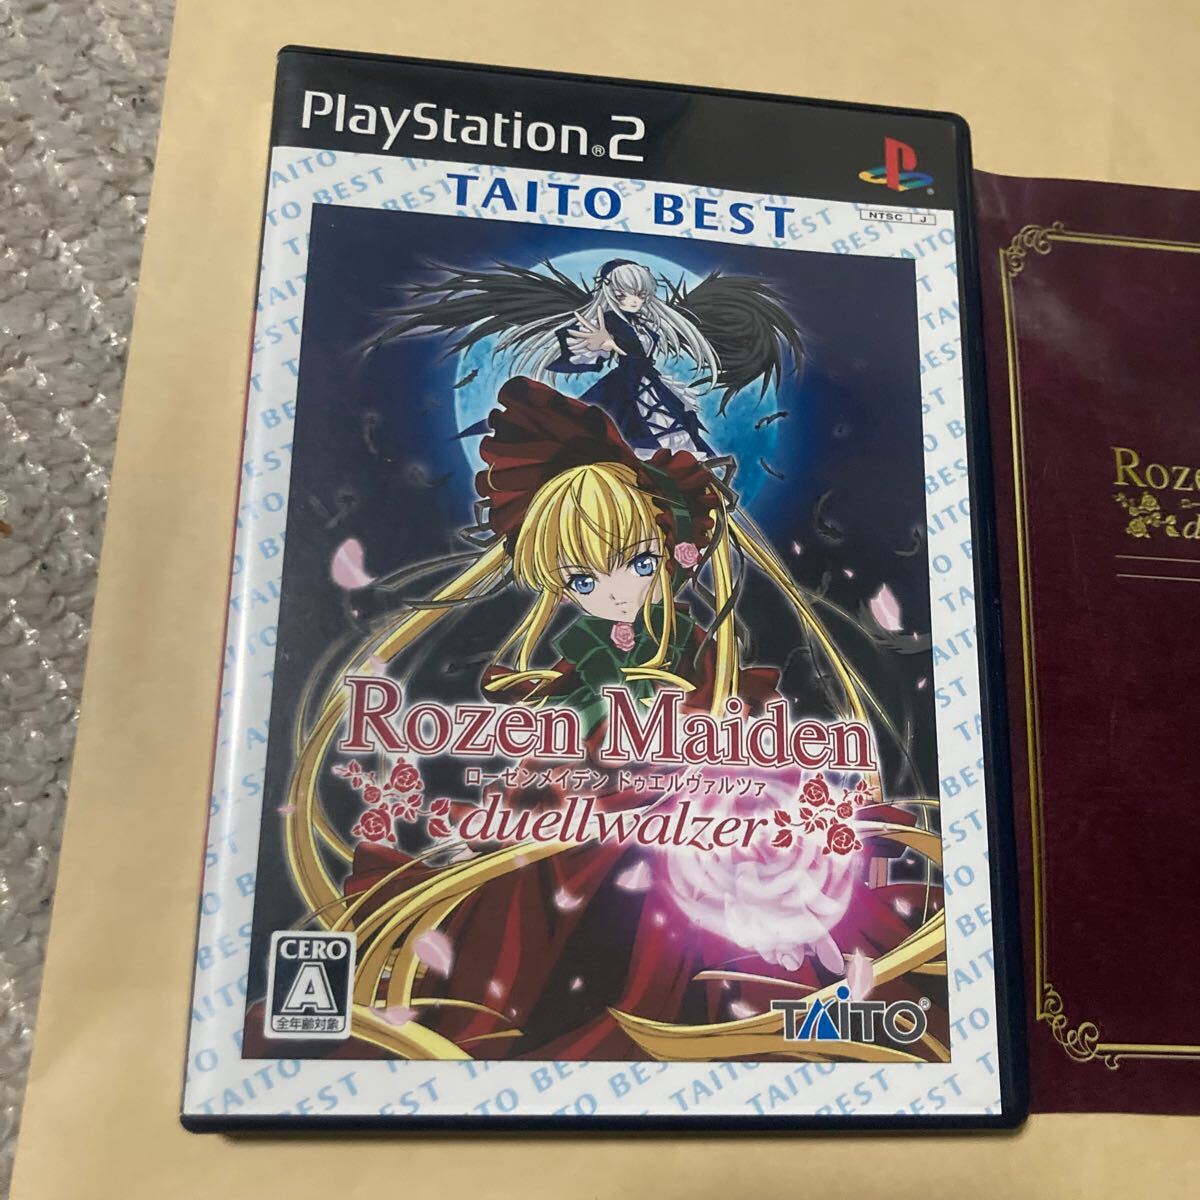 PlayStation®2
TAITO BEST
NTSC J
Rozen Maiden
ローゼンメイデン ドゥエルヴァルツァ
duellwalzer
CERO
A
全年齢対象
TAITO®
Roze